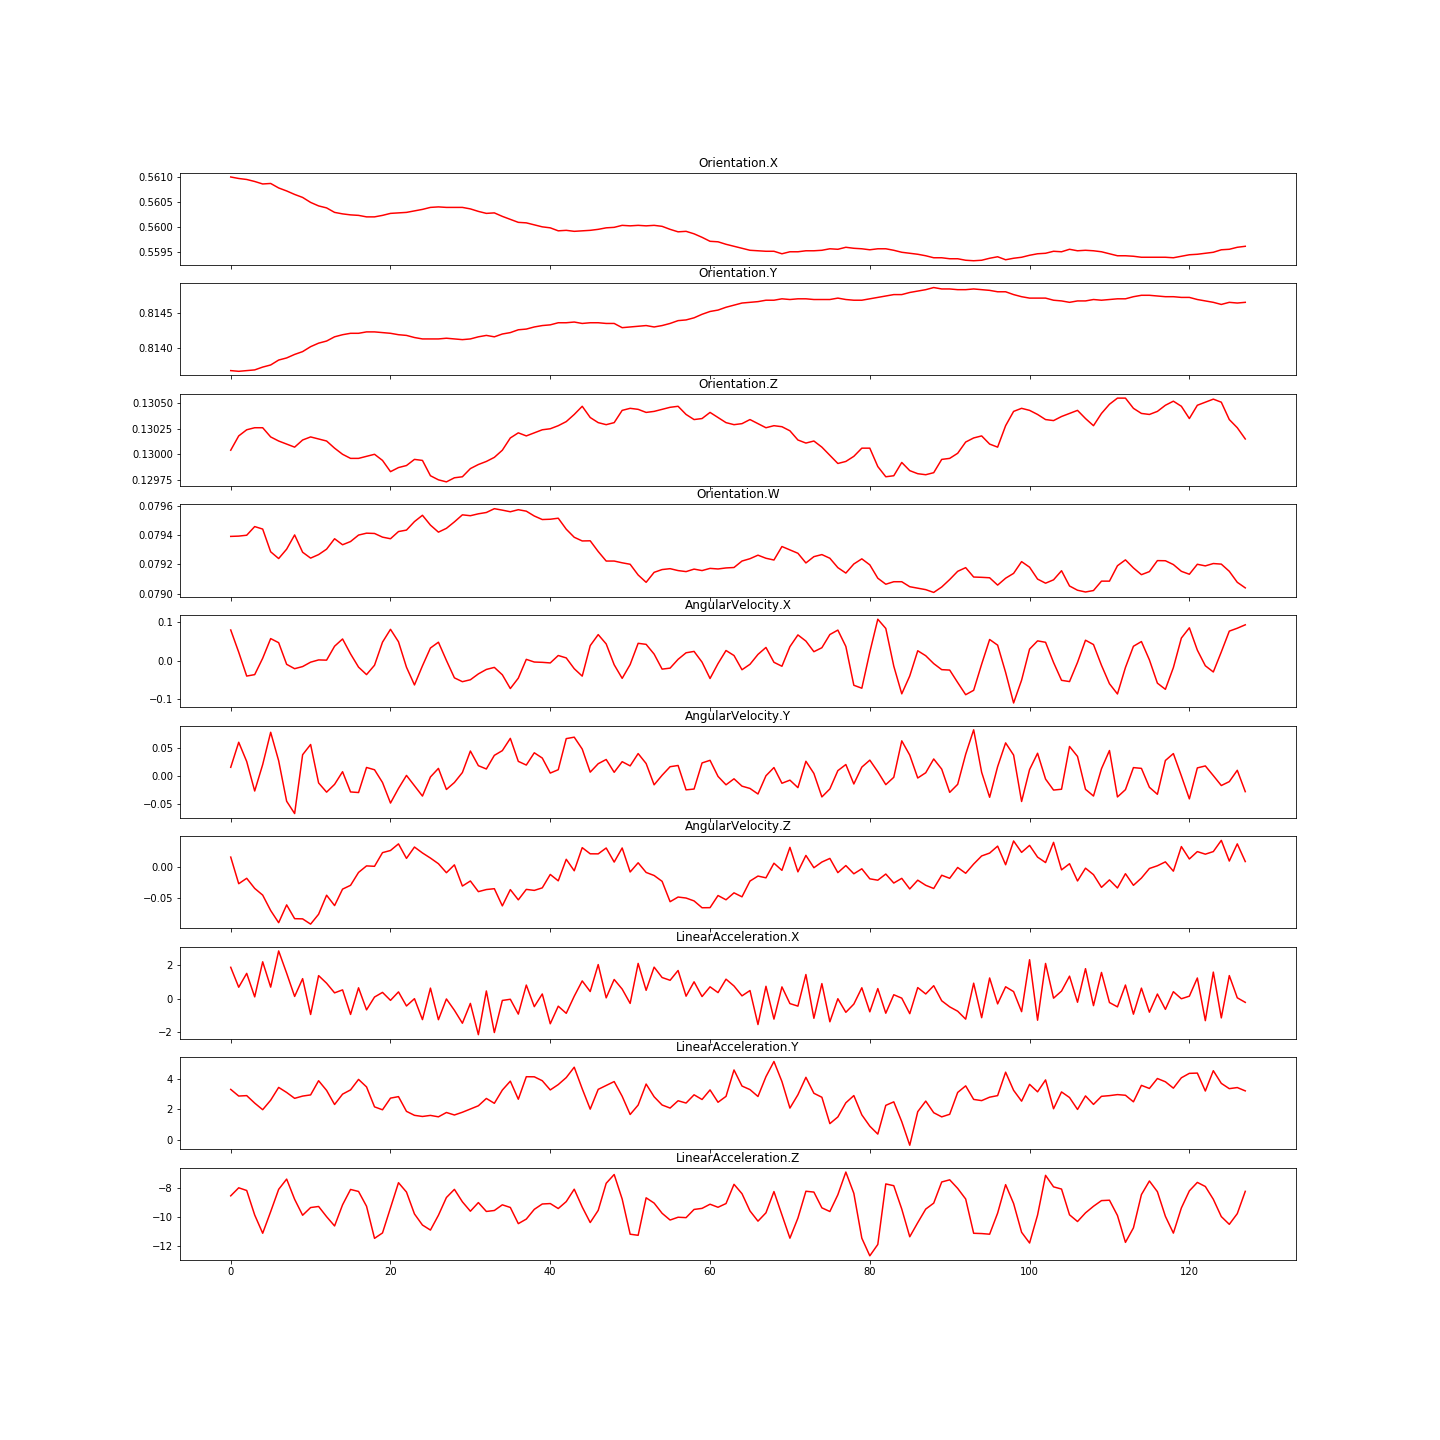 Orientation.X
0.5610
0.5605
0.5600
0.5595
Orientation.Y
0.8145
0.8140
Orientation.Z
0.13050
0.13025
0.13000
0.12975
Orientation.W
0.0796
0.0794
0.0792
0.0790
AngularVelocity.X
0.1
0.0
−0.1
AngularVelocity.Y
0.05
0.00
−0.05
AngularVelocity.Z
0.00
−0.05
LinearAcceleration.X
2
0
−2
LinearAcceleration.Y
4
2
0
LinearAcceleration.Z
−8
−10
−12
0 20 40 60 80 100 120